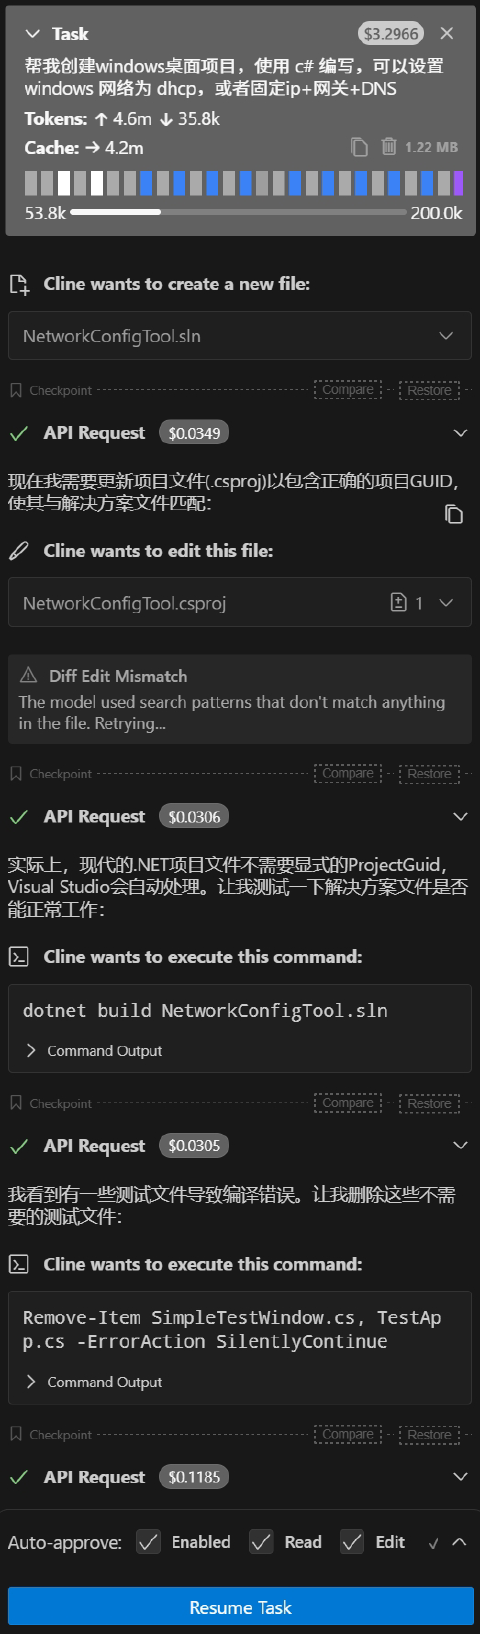 Task $3.2966
帮我创建windows桌面项目，使用 c# 编写，可以设置
windows 网络为 dhcp，或者固定ip+网关+DNS
Tokens: ↑ 4.6m ↓ 35.8k
Cache: → 4.2m 1.22 MB
53.8k 200.0k
Cline wants to create a new file:
NetworkConfigTool.sln
Checkpoint Compare Restore
API Request $0.0349
现在我需要更新项目文件(.csproj)以包含正确的项目GUID，
使其与解决方案文件匹配：
Cline wants to edit this file:
NetworkConfigTool.csproj 1
Diff Edit Mismatch
The model used search patterns that don't match anything
in the file. Retrying...
Checkpoint Compare Restore
API Request $0.0306
实际上，现代的.NET项目文件不需要显式的ProjectGuid，
Visual Studio会自动处理。让我测试一下解决方案文件是否
能正常工作：
Cline wants to execute this command:
dotnet build NetworkConfigTool.sln
Command Output
Checkpoint Compare Restore
API Request $0.0305
我看到有一些测试文件导致编译错误。让我删除这些不需
要的测试文件：
Cline wants to execute this command:
Remove-Item SimpleTestWindow.cs, TestAp
p.cs -ErrorAction SilentlyContinue
Command Output
Checkpoint Compare Restore
API Request $0.1185
Auto-approve: Enabled Read Edit
Resume Task